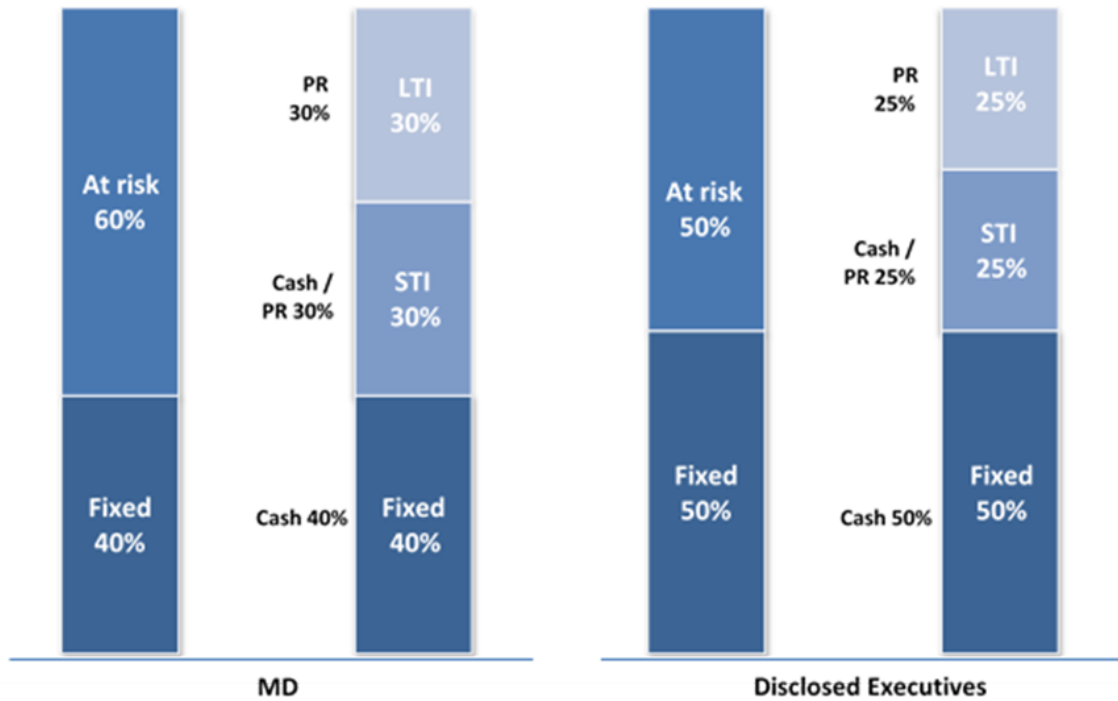 At risk
60%
Fixed
40%
PR
30%
Cash /
PR 30%
Cash 40%
LTI
30%
STI
30%
Fixed
40%
MD
At risk
50%
Fixed
50%
PR
25%
Cash /
PR 25%
Cash 50%
LTI
25%
STI
25%
Fixed
50%
Disclosed Executives